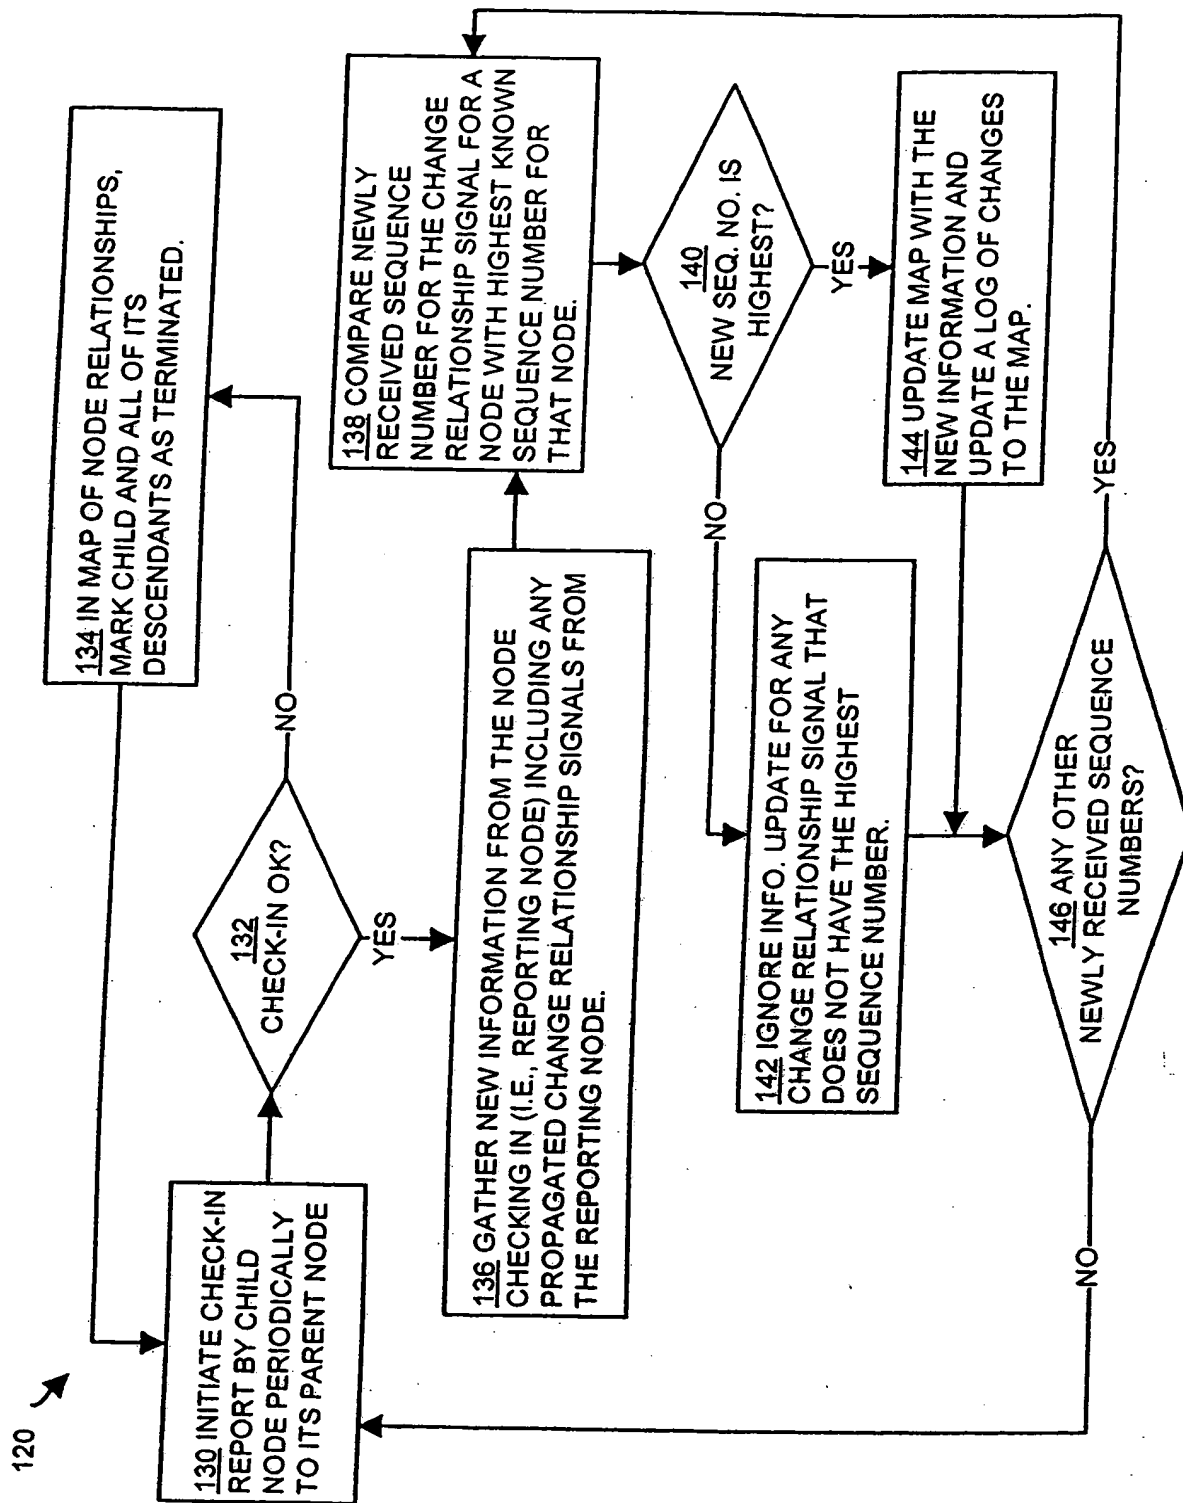 120
130 INITIATE CHECK-IN
REPORT BY CHILD
NODE PERIODICALLY
TO ITS PARENT NODE
132
CHECK-IN OK?
NO
134 IN MAP OF NODE RELATIONSHIPS,
MARK CHILD AND ALL OF ITS
DESCENDANTS AS TERMINATED.
YES
136 GATHER NEW INFORMATION FROM THE NODE
CHECKING IN (I.E., REPORTING NODE) INCLUDING ANY
PROPAGATED CHANGE RELATIONSHIP SIGNALS FROM
THE REPORTING NODE.
138 COMPARE NEWLY
RECEIVED SEQUENCE
NUMBER FOR THE CHANGE
RELATIONSHIP SIGNAL FOR A
NODE WITH HIGHEST KNOWN
SEQUENCE NUMBER FOR
THAT NODE.
140
NEW SEQ. NO. IS
HIGHEST?
NO
YES
142 IGNORE INFO. UPDATE FOR ANY
CHANGE RELATIONSHIP SIGNAL THAT
DOES NOT HAVE THE HIGHEST
SEQUENCE NUMBER.
144 UPDATE MAP WITH THE
NEW INFORMATION AND
UPDATE A LOG OF CHANGES
TO THE MAP.
146 ANY OTHER
NEWLY RECEIVED SEQUENCE
NUMBERS?
NO
YES